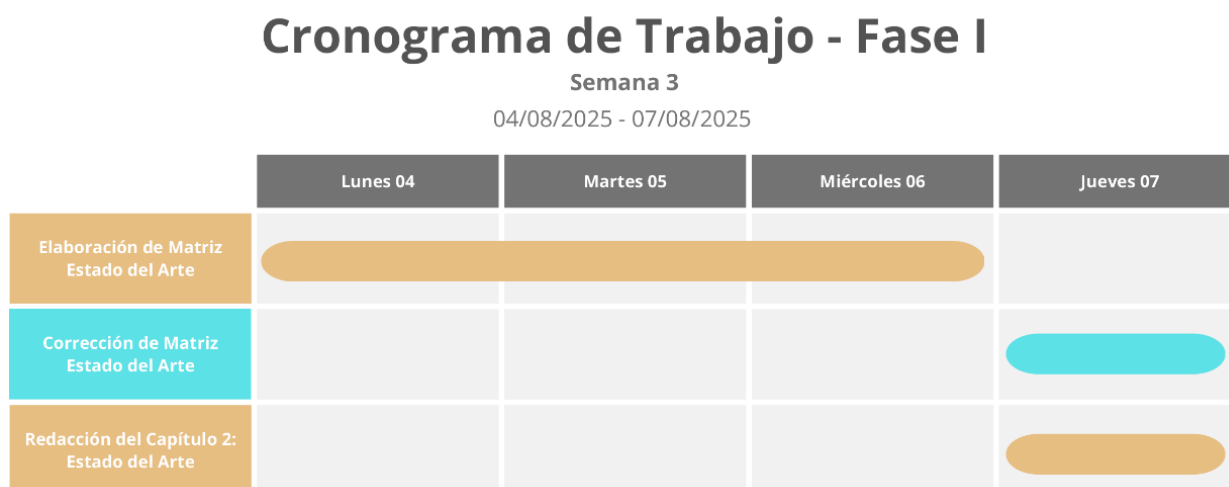 Cronograma de Trabajo - Fase I
Semana 3
04/08/2025 - 07/08/2025
Lunes 04
Martes 05
Miércoles 06
Jueves 07
Elaboración de Matriz
Estado del Arte
Corrección de Matriz
Estado del Arte
Redacción del Capítulo 2:
Estado del Arte